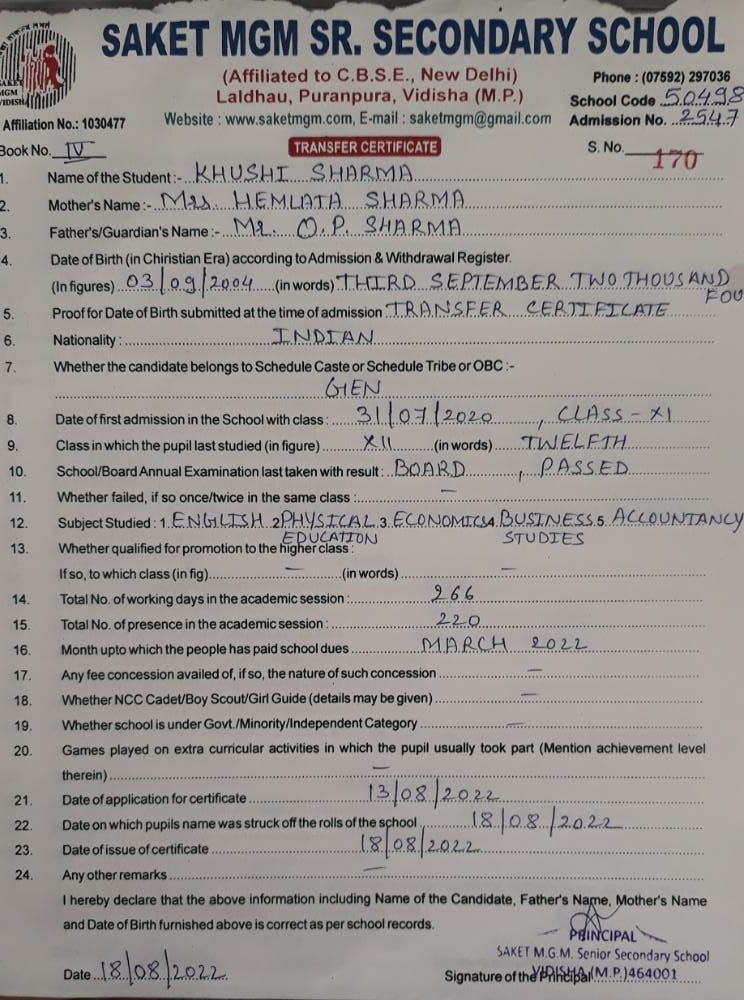 SAKET MGM SR. SECONDARY SCHOOL
(Affiliated to C.B.S.E., New Delhi)
Phone : (07592) 297036
Laldhau, Puranpura, Vidisha (M.P.)
School Code 50498
Affiliation No.: 1030477
Website : www.saketmgm.com, E-mail : saketmgm@gmail.com
Admission No. 2547
Book No. IV
TRANSFER CERTIFICATE
S. No. 170
1. Name of the Student :- KHUSHI SHARMA
2. Mother's Name :- Mrs. HEMLATA SHARMA
3. Father's/Guardian's Name :- Mr. O.P. SHARMA
4. Date of Birth (in Chiristian Era) according to Admission & Withdrawal Register.
(In figures) 03/09/2004 (in words) THIRD SEPTEMBER TWO THOUSAND
FOU
5. Proof for Date of Birth submitted at the time of admission TRANSFER CERTIFICATE
6. Nationality : INDIAN
7. Whether the candidate belongs to Schedule Caste or Schedule Tribe or OBC :-
GEN
8. Date of first admission in the School with class : 31/07/2020, CLASS - XI
9. Class in which the pupil last studied (in figure) XII (in words) TWELFTH
10. School/Board Annual Examination last taken with result : BOARD, PASSED
11. Whether failed, if so once/twice in the same class : —
12. Subject Studied : 1. ENGLISH 2. PHYSICAL 3. ECONOMICS 4. BUSINESS 5. ACCOUNTANCY
EDUCATION STUDIES
13. Whether qualified for promotion to the higher class :
If so, to which class (in fig) — (in words) —
14. Total No. of working days in the academic session : 266
15. Total No. of presence in the academic session : 220
16. Month upto which the people has paid school dues MARCH 2022
17. Any fee concession availed of, if so, the nature of such concession —
18. Whether NCC Cadet/Boy Scout/Girl Guide (details may be given) —
19. Whether school is under Govt./Minority/Independent Category —
20. Games played on extra curricular activities in which the pupil usually took part (Mention achievement level
therein) —
21. Date of application for certificate 13/08/2022
22. Date on which pupils name was struck off the rolls of the school 18/08/2022
23. Date of issue of certificate 18/08/2022
24. Any other remarks —
I hereby declare that the above information including Name of the Candidate, Father's Name, Mother's Name
and Date of Birth furnished above is correct as per school records.
PRINCIPAL
SAKET M.G.M. Senior Secondary School
VIDISHA (M.P.) 464001
Date 18/08/2022
Signature of the Principal